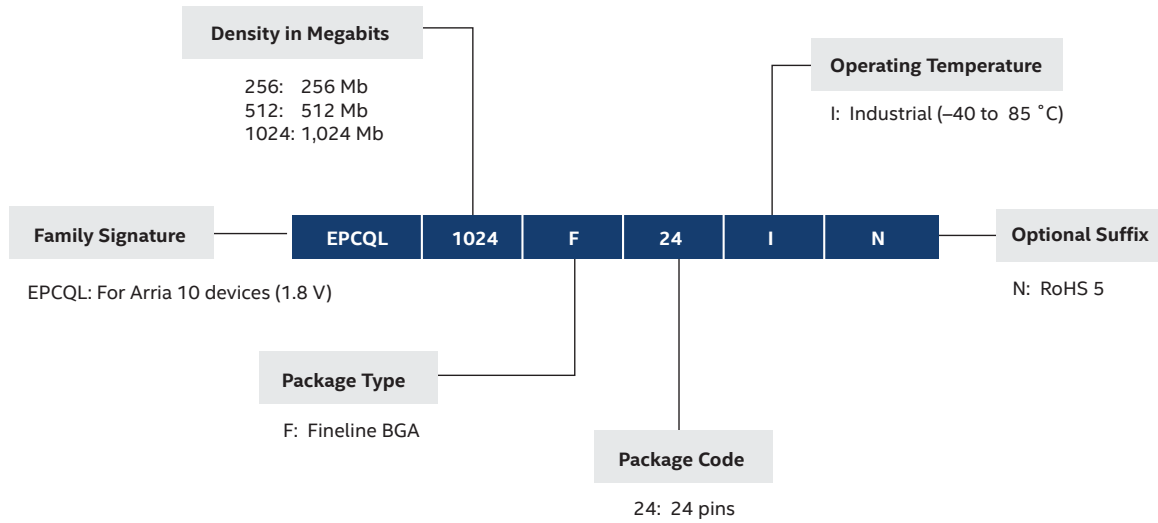 Density in Megabits
256: 256 Mb
512: 512 Mb
1024: 1,024 Mb
Operating Temperature
I: Industrial (–40 to 85 ˚C)
Family Signature
EPCQL 1024 F 24 I N
Optional Suffix
EPCQL: For Arria 10 devices (1.8 V)
N: RoHS 5
Package Type
F: Fineline BGA
Package Code
24: 24 pins